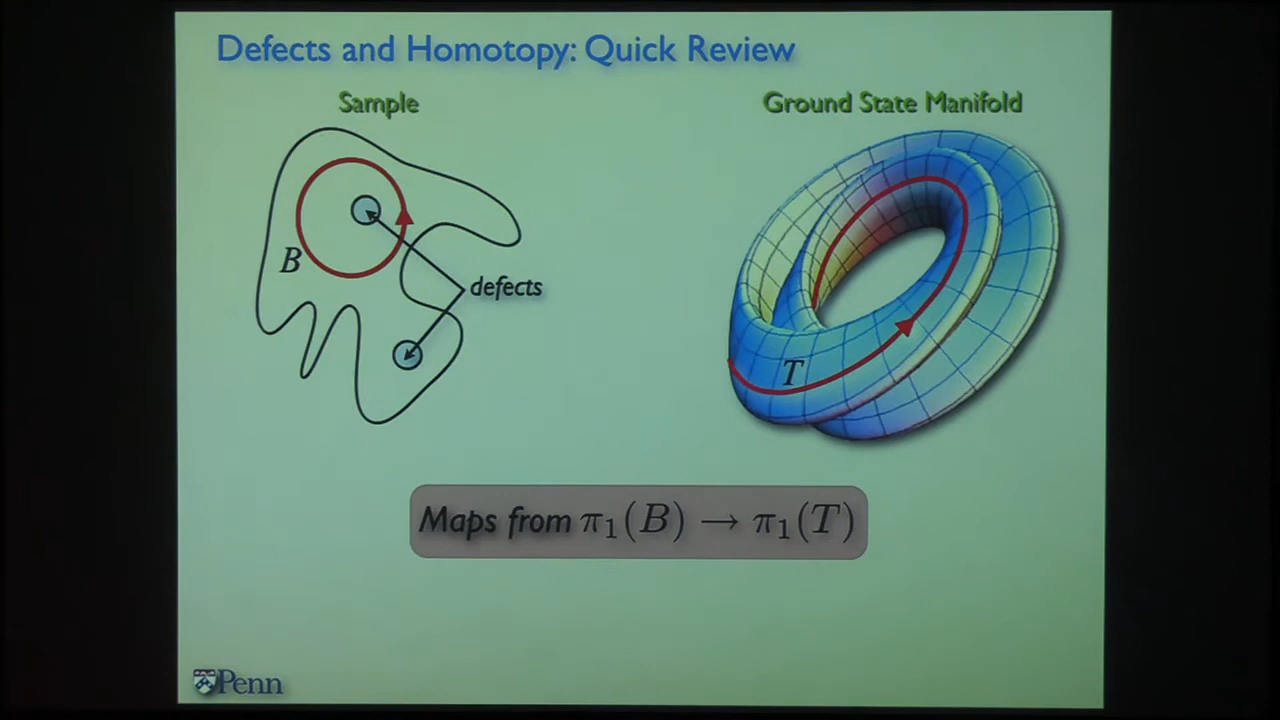 Defects and Homotopy: Quick Review
Sample
Ground State Manifold
B
defects
T
Maps from π₁(B) → π₁(T)
Penn